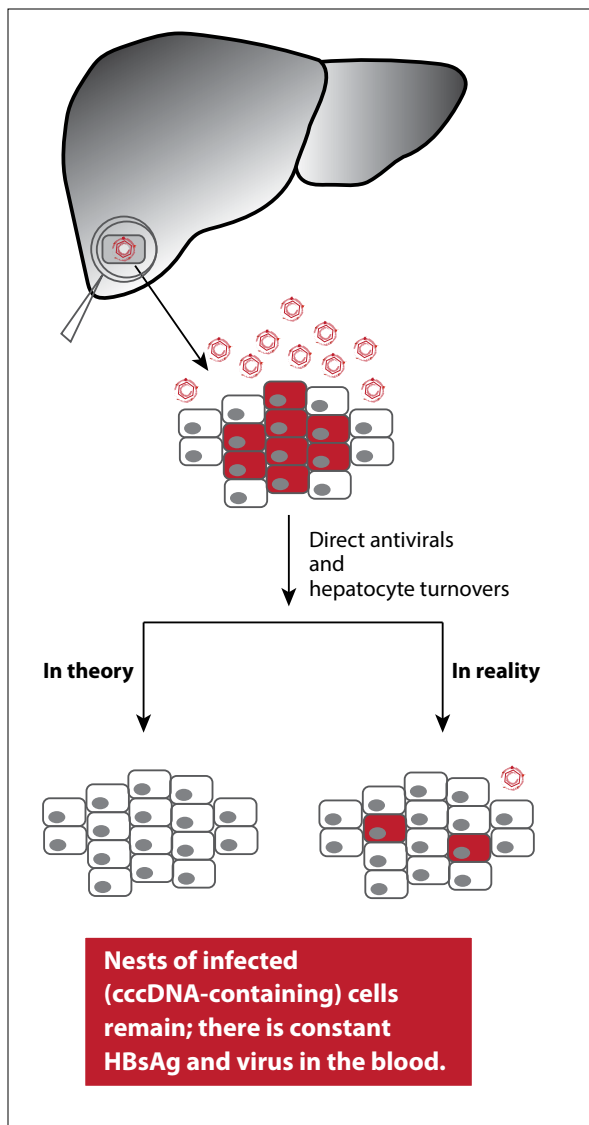 Direct antivirals
and
hepatocyte turnovers
In theory
In reality
Nests of infected
(cccDNA-containing) cells
remain; there is constant
HBsAg and virus in the blood.